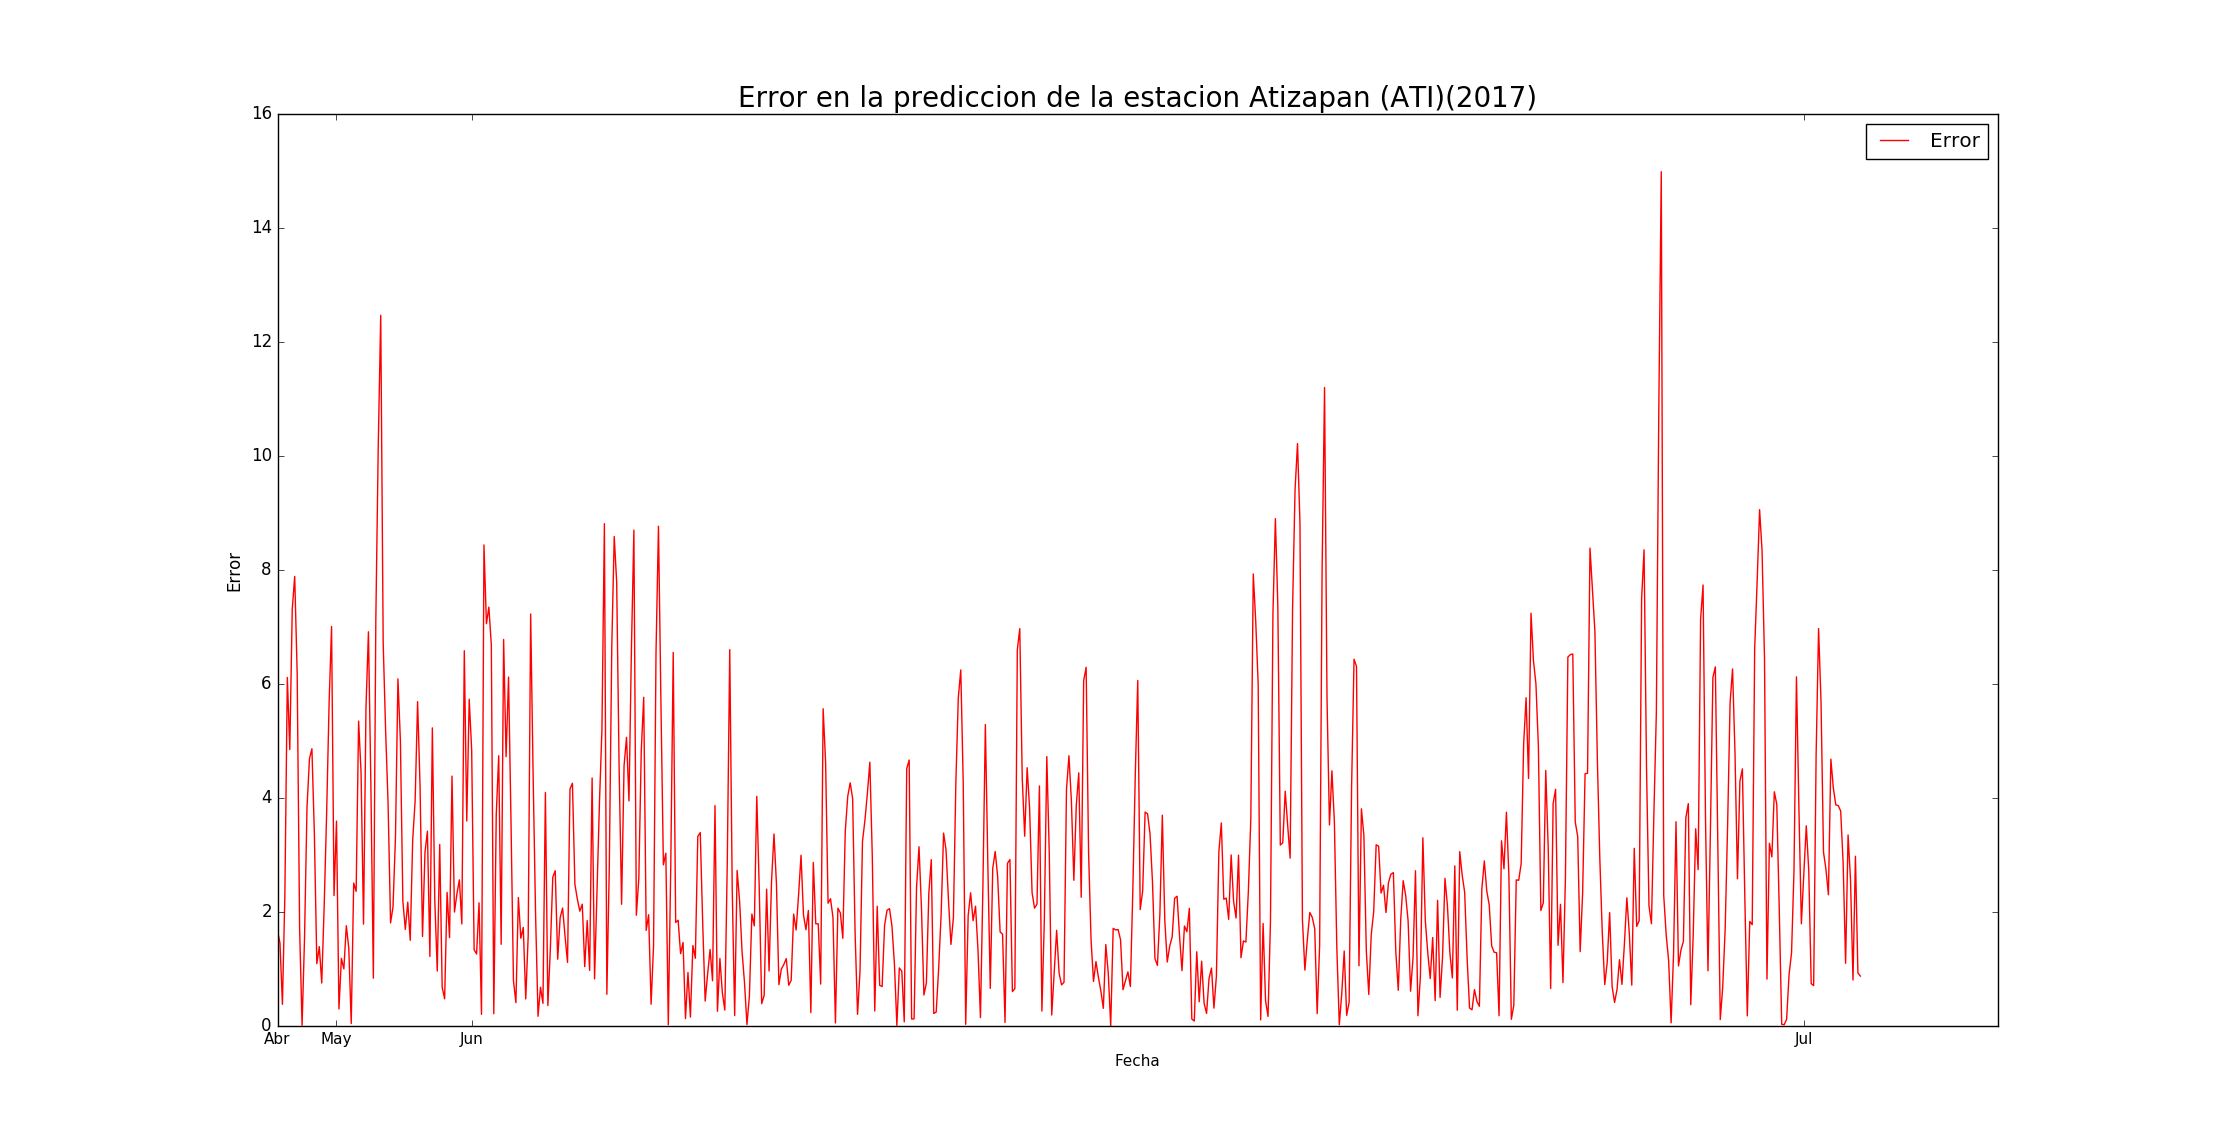 Error en la prediccion de la estacion Atizapan (ATI)(2017)
16
Error
14
12
10
8
6
4
2
0
Error
Abr May Jun Jul
Fecha